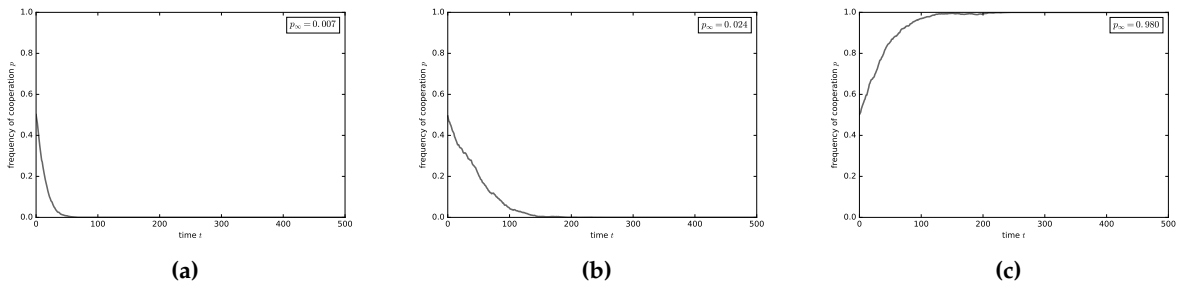 frequency of cooperation p
1.0
0.8
0.6
0.4
0.2
0.0
0 100 200 300 400 500
time t
p∞ = 0.007
(a)
frequency of cooperation p
1.0
0.8
0.6
0.4
0.2
0.0
0 100 200 300 400 500
time t
p∞ = 0.024
(b)
frequency of cooperation p
1.0
0.8
0.6
0.4
0.2
0.0
0 100 200 300 400 500
time t
p∞ = 0.980
(c)